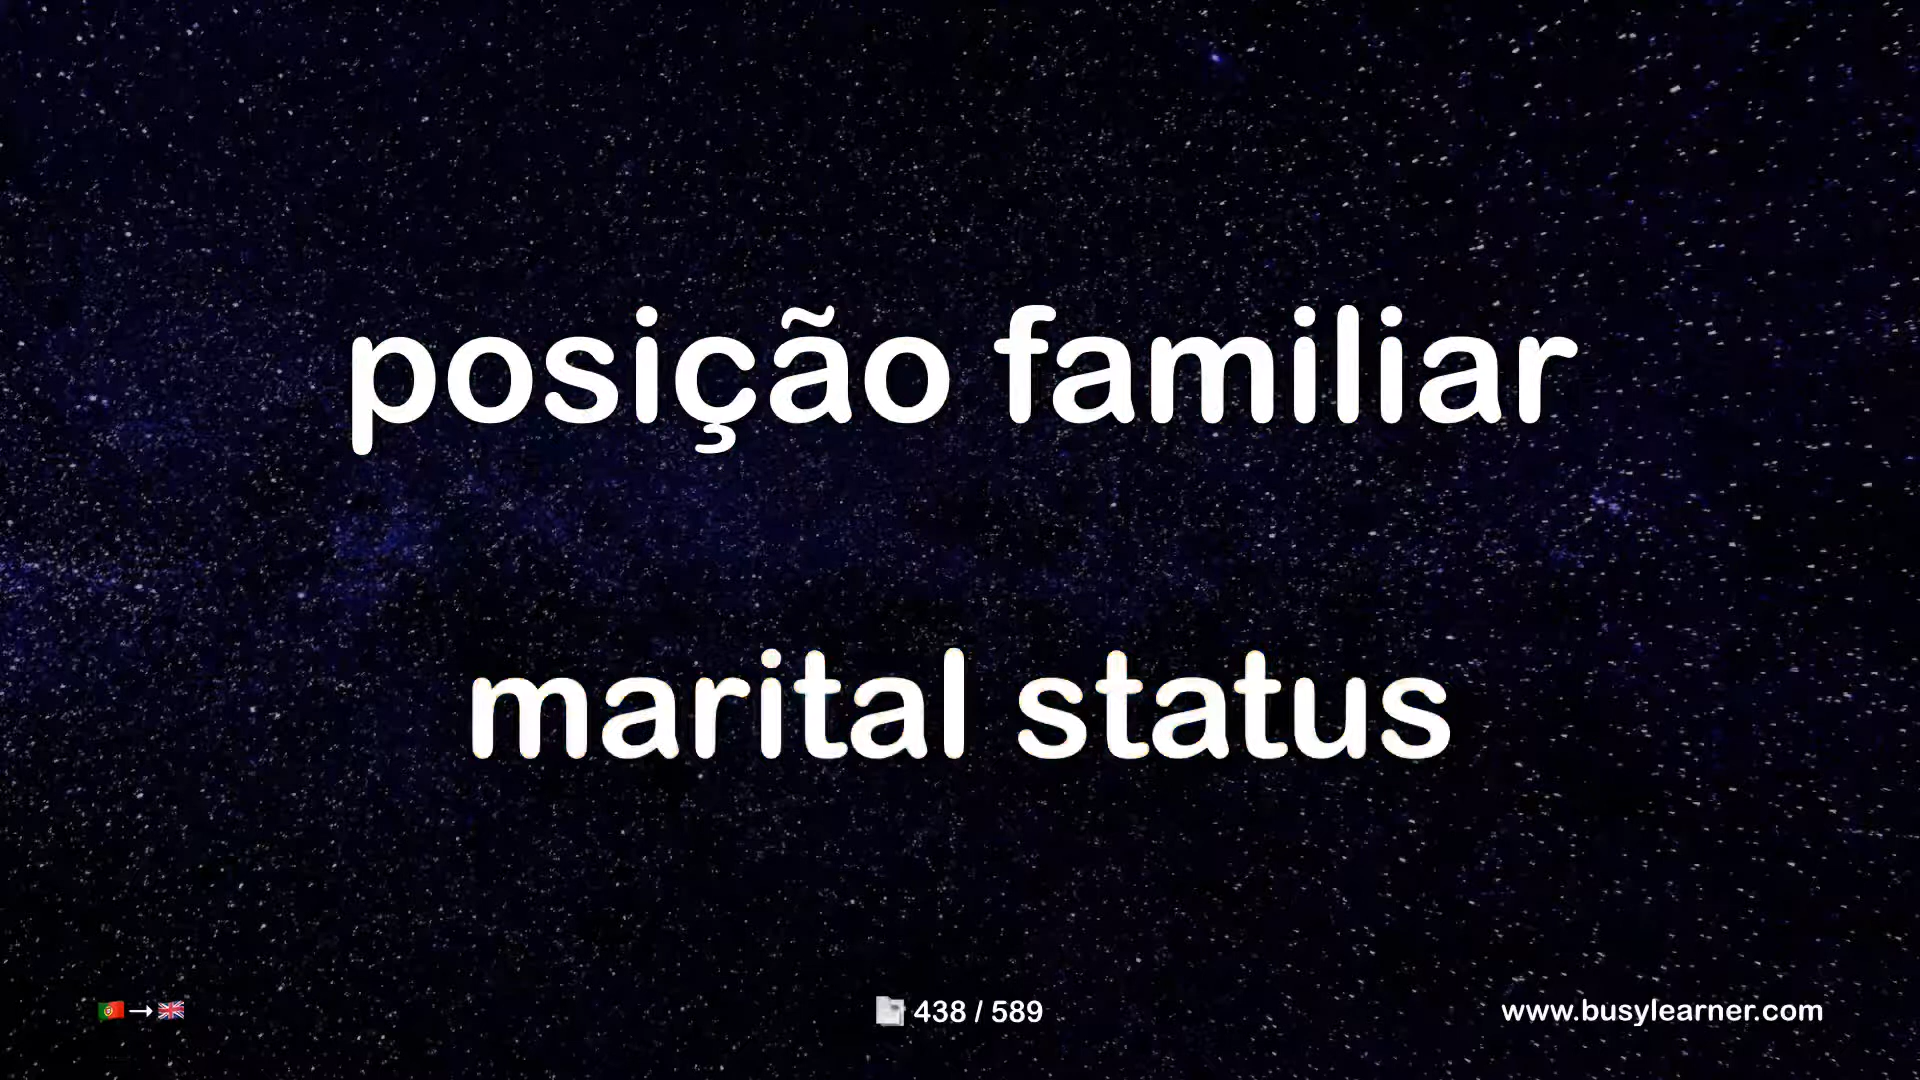 posição familiar
marital status
→
438 / 589
www.busylearner.com